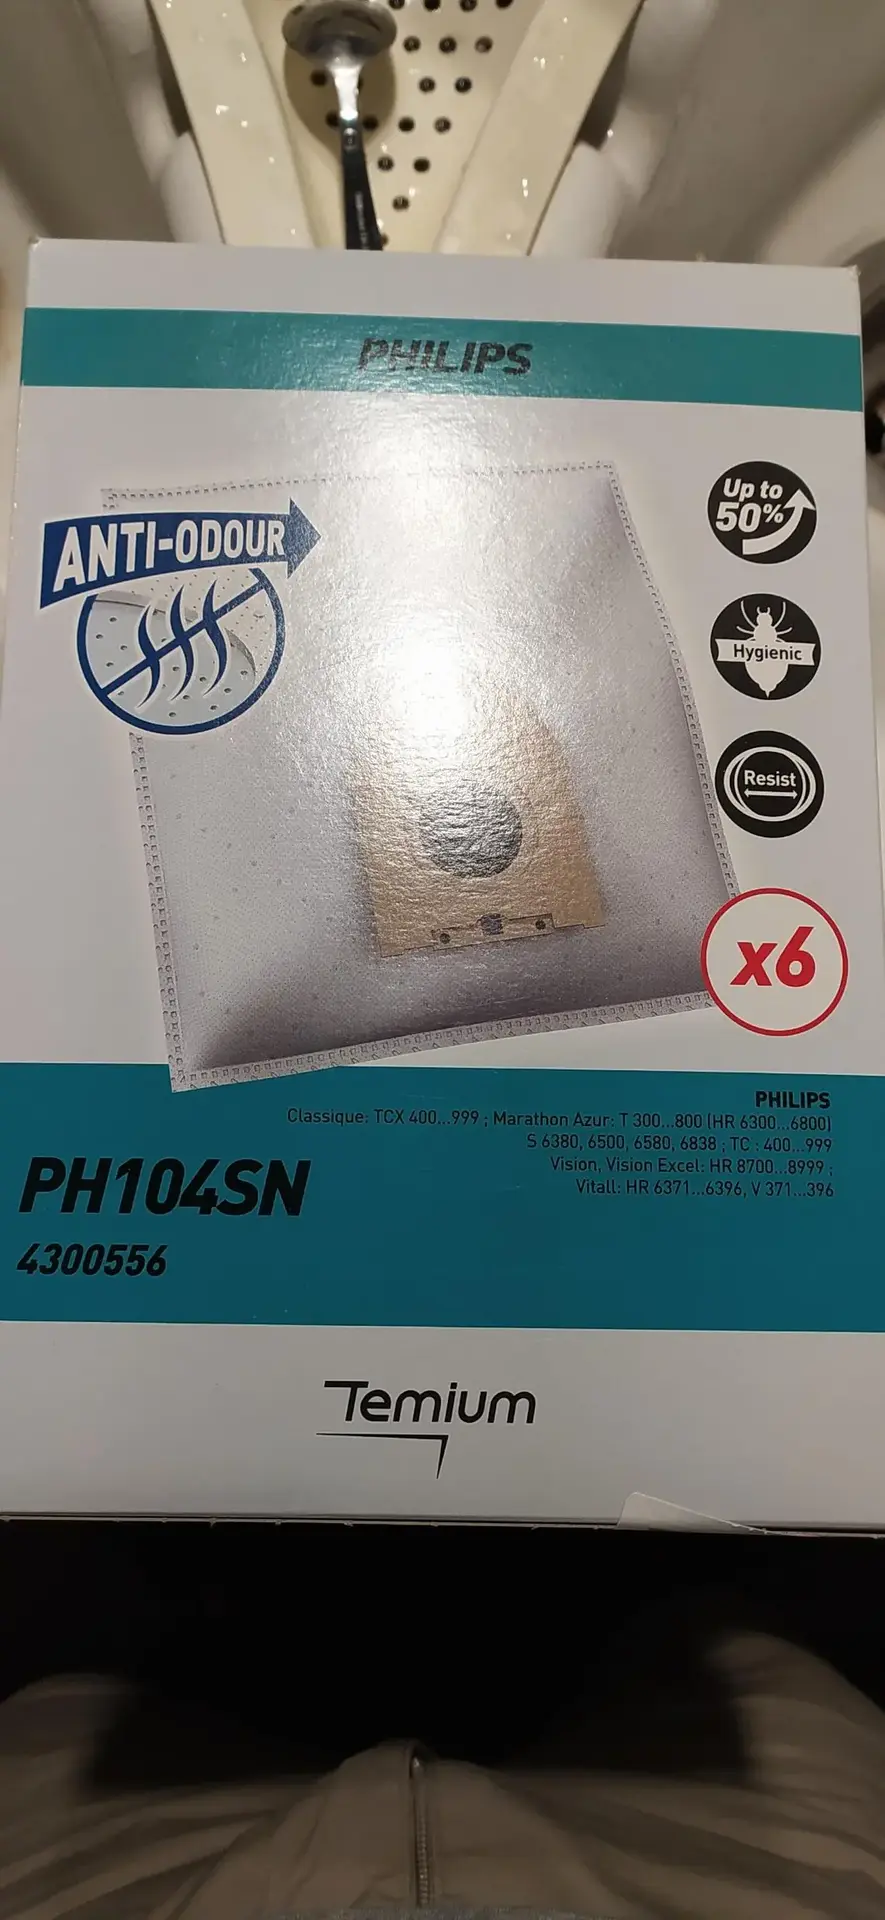 PHILIPS
ANTI-ODOUR
Up to
50%
Hygienic
Resist
x6
PHILIPS
Classique: TCX 400...999 ; Marathon Azur: T 300...800 (HR 6300...6800)
S 6380, 6500, 6580, 6838 ; TC : 400...999
Vision, Vision Excel: HR 8700...8999 ;
Vitall: HR 6371...6396, V 371...396
PH104SN
4300556
Temium